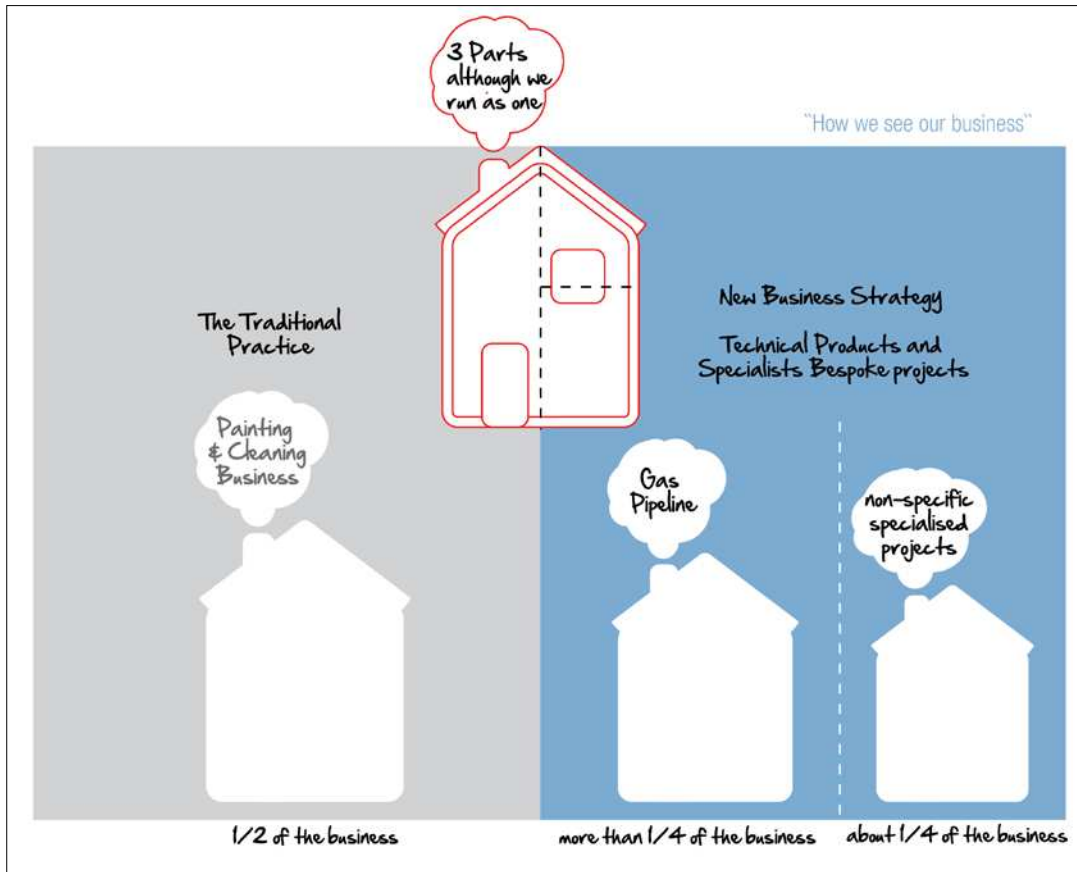 3 Parts
although we
run as one
``How we see our business``
The Traditional
Practice
New Business Strategy
Technical Products and
Specialists Bespoke projects
Painting
& Cleaning
Business
Gas
Pipeline
non-specific
specialised
projects
1/2 of the business
more than 1/4 of the business
about 1/4 of the business